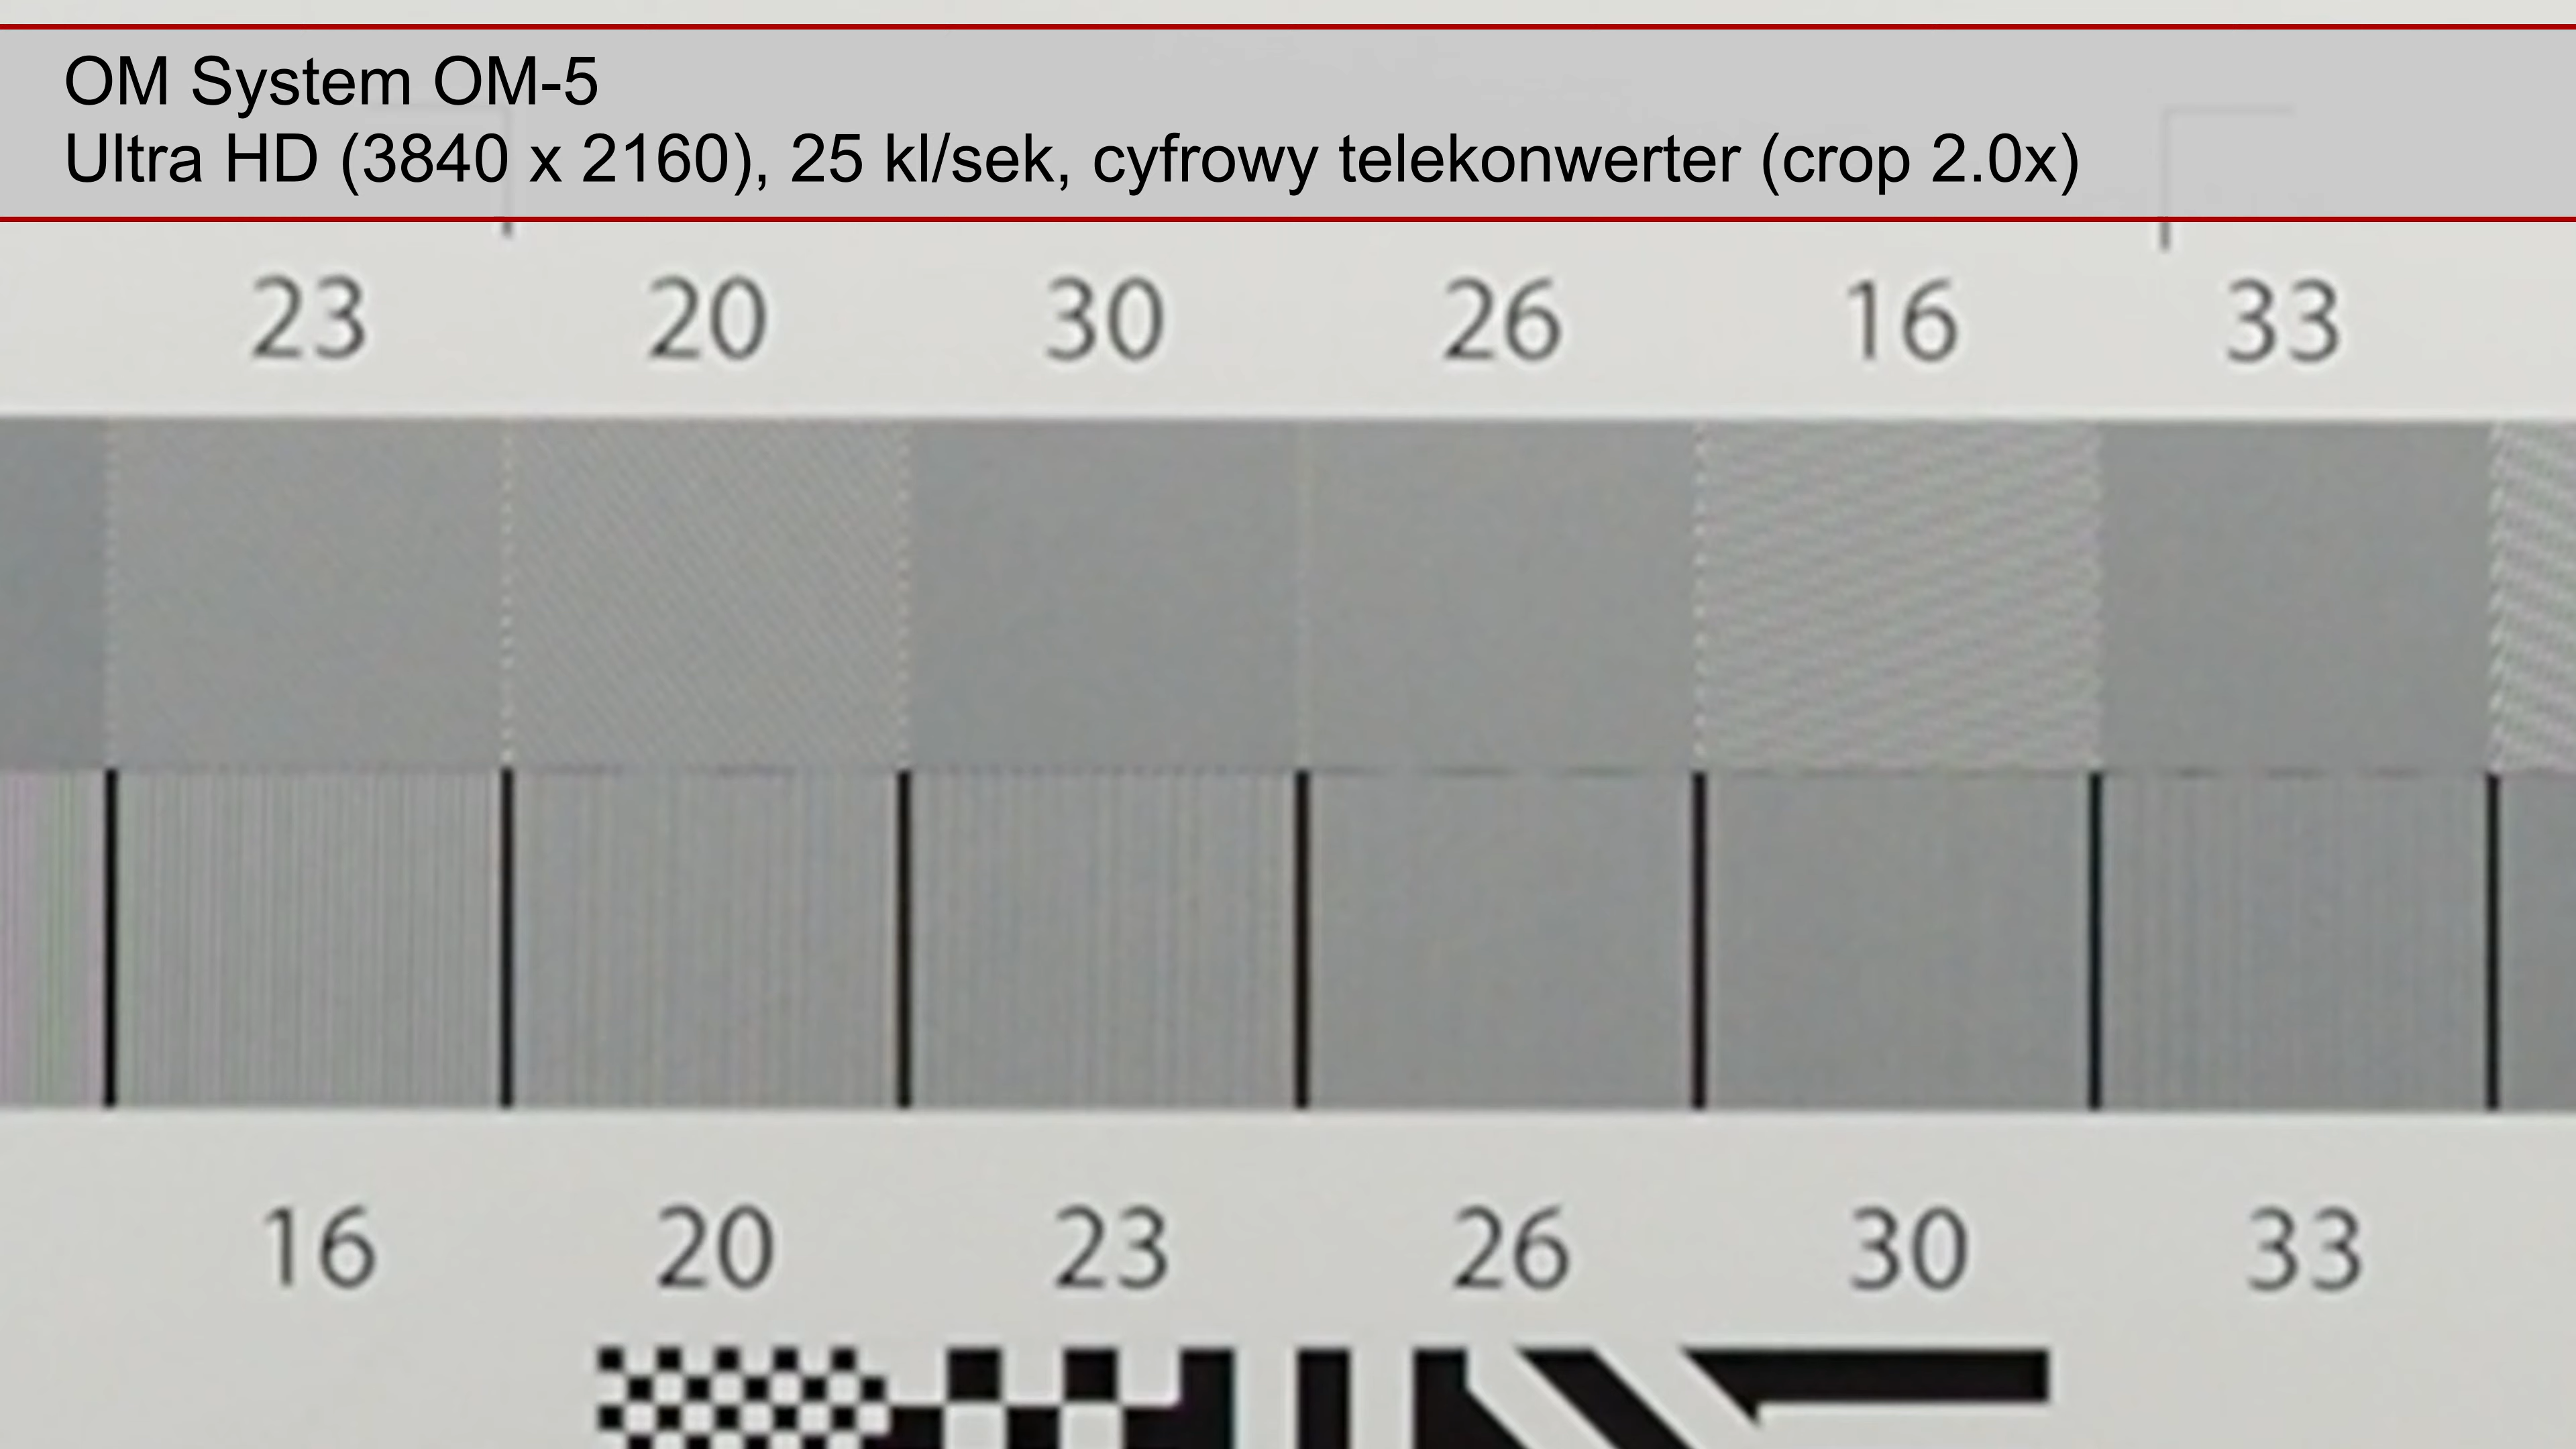 OM System OM-5
Ultra HD (3840 x 2160), 25 kl/sek, cyfrowy telekonwerter (crop 2.0x)
23 20 30 26 16 33
16 20 23 26 30 33